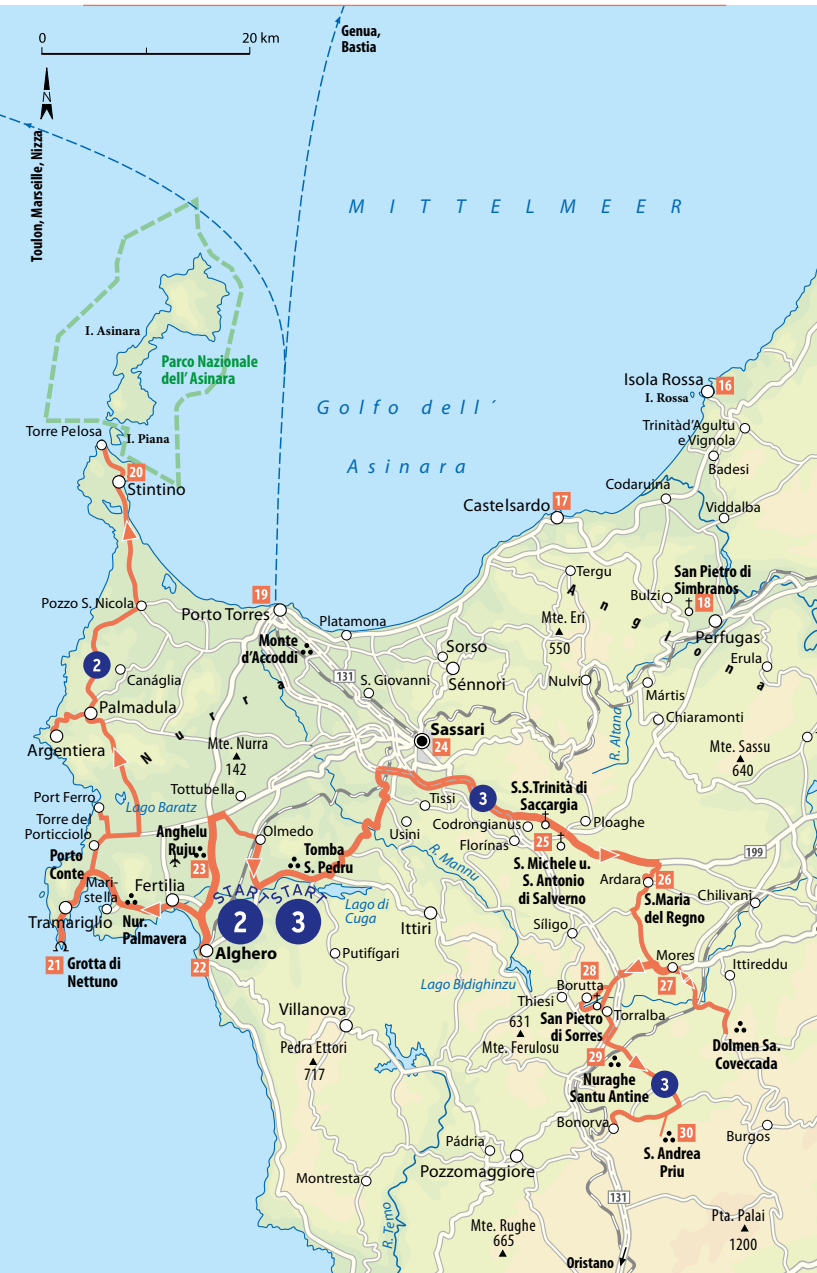 0
20 km
Genua,
Bastia
N
Toulon, Marseille, Nizza
MITTELMEER
I. Asinara
Parco Nazionale
dell' Asinara
Golfo dell´
Asinara
Isola Rossa
16
I. Rossa
Torre Pelosa
I. Piana
Trinitàd'Agultu
e Vignola
20
Stintino
Badesi
Codaruina
17
Castelsardo
Viddalba
Tergu
San Pietro di
Simbranos
Bulzi
18
Anglona
Pozzo S. Nicola
19
Porto Torres
Platamona
Mte. Eri
550
Perfugas
Monte
d'Accoddi
Sorso
Erula
2
Canáglia
131
S. Giovanni
Sénnori
Nulvi
Mártis
Nurra
Palmadula
Chiaramonti
R. Altana
Sassari
24
Argentiera
Mte. Nurra
142
Mte. Sassu
640
Tottubella
S.S.Trinità di
Saccargia
Port Ferro
Lago Baratz
3
Tissi
Torre del
Porticciolo
Anghelu
Ruju
Olmedo
Usini
Codrongianus
Ploaghe
Florínas
25
Porto
Conte
23
Tomba
S. Pedru
R. Mannu
S. Michele u.
S. Antonio
di Salverno
199
Mari-
stella
Fertilia
START
START
Ardara
26
Tramariglio
2
3
Lago di
Cuga
S.Maria
del Regno
Chilivani
Nur.
Palmavera
Ittiri
Síligo
Alghero
22
Putifígari
Mores
27
Ittireddu
21
Grotta di
Nettuno
Lago Bidighinzu
28
Borutta
Thiesi
Villanova
631
Mte. Ferulosu
San Pietro
di Sorres
Torralba
Dolmen Sa.
Coveccada
Pedra Ettori
717
29
Nuraghe
Santu Antine
3
Bonorva
30
Burgos
Pádria
S. Andrea
Priu
Pozzomaggiore
Montresta
131
R. Temo
Mte. Rughe
665
Pta. Palai
1200
Oristano